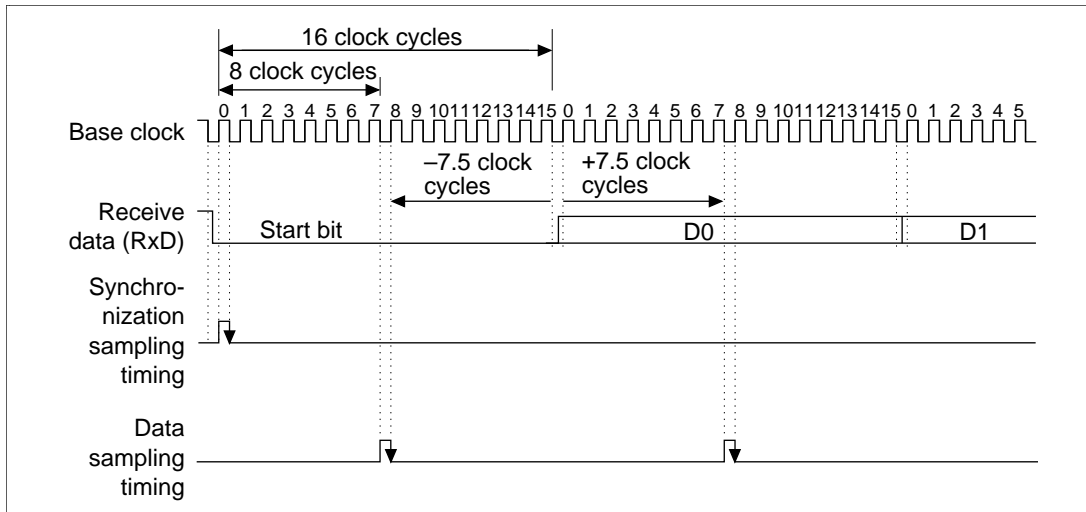 16 clock cycles
8 clock cycles
0 1 2 3 4 5 6 7 8 9 10 11 12 13 14 15 0 1 2 3 4 5 6 7 8 9 10 11 12 13 14 15 0 1 2 3 4 5
Base clock
–7.5 clock
cycles
+7.5 clock
cycles
Receive
data (RxD)
Start bit
D0
D1
Synchro-
nization
sampling
timing
Data
sampling
timing